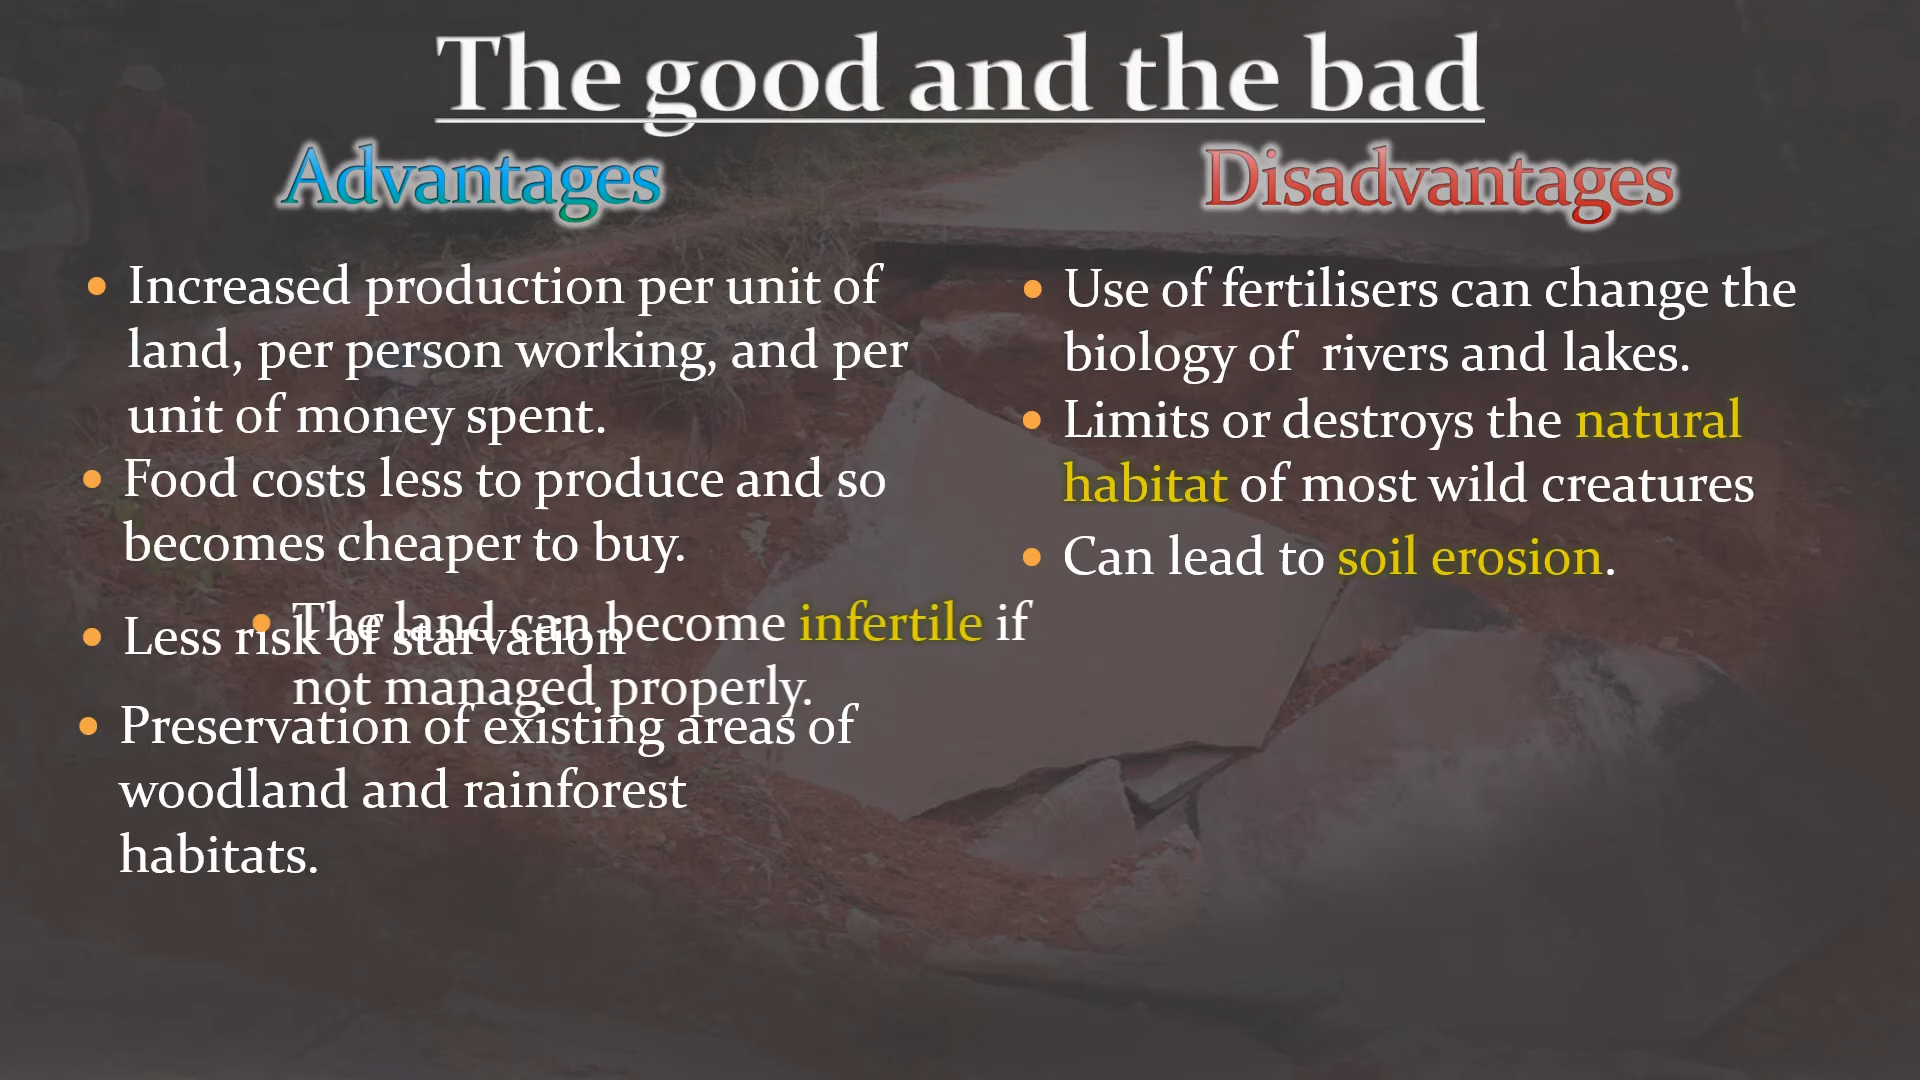 The good and the bad
Advantages
Increased production per unit of
land, per person working, and per
unit of money spent.
Food costs less to produce and so
becomes cheaper to buy.
Less risk of starvation
Preservation of existing areas of
woodland and rainforest
habitats.
Disadvantages
Use of fertilisers can change the
biology of rivers and lakes.
Limits or destroys the natural
habitat of most wild creatures
Can lead to soil erosion.
The land can become infertile if
not managed properly.